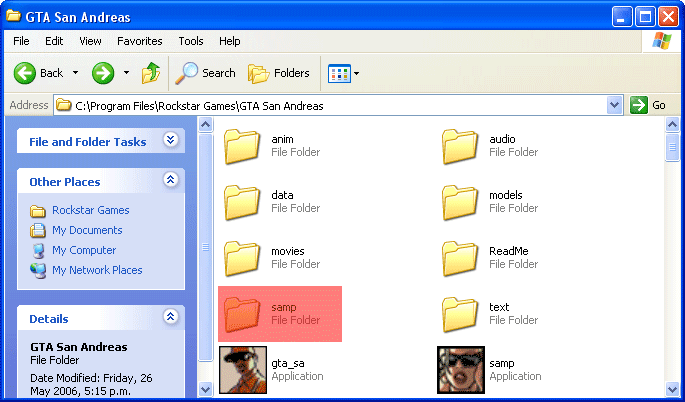 GTA San Andreas
File Edit View Favorites Tools Help
Back Search Folders
Address C:\Program Files\Rockstar Games\GTA San Andreas Go
File and Folder Tasks
Other Places
Rockstar Games
My Documents
My Computer
My Network Places
Details
GTA San Andreas
File Folder
Date Modified: Friday, 26
May 2006, 5:15 p.m.
anim
File Folder
audio
File Folder
data
File Folder
models
File Folder
movies
File Folder
ReadMe
File Folder
samp
File Folder
text
File Folder
gta_sa
Application
samp
Application